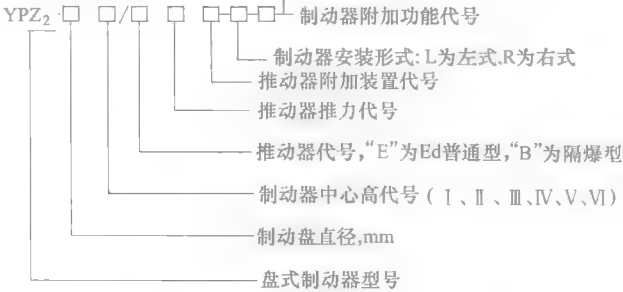 YPZ₂ □ □/□ □ □□□
制动器附加功能代号
制动器安装形式:L为左式,R为右式
推动器附加装置代号
推动器推力代号
推动器代号,“E”为Ed普通型,“B”为隔爆型
制动器中心高代号(Ⅰ、Ⅱ、Ⅲ、Ⅳ、Ⅴ、Ⅵ)
制动盘直径,mm
盘式制动器型号